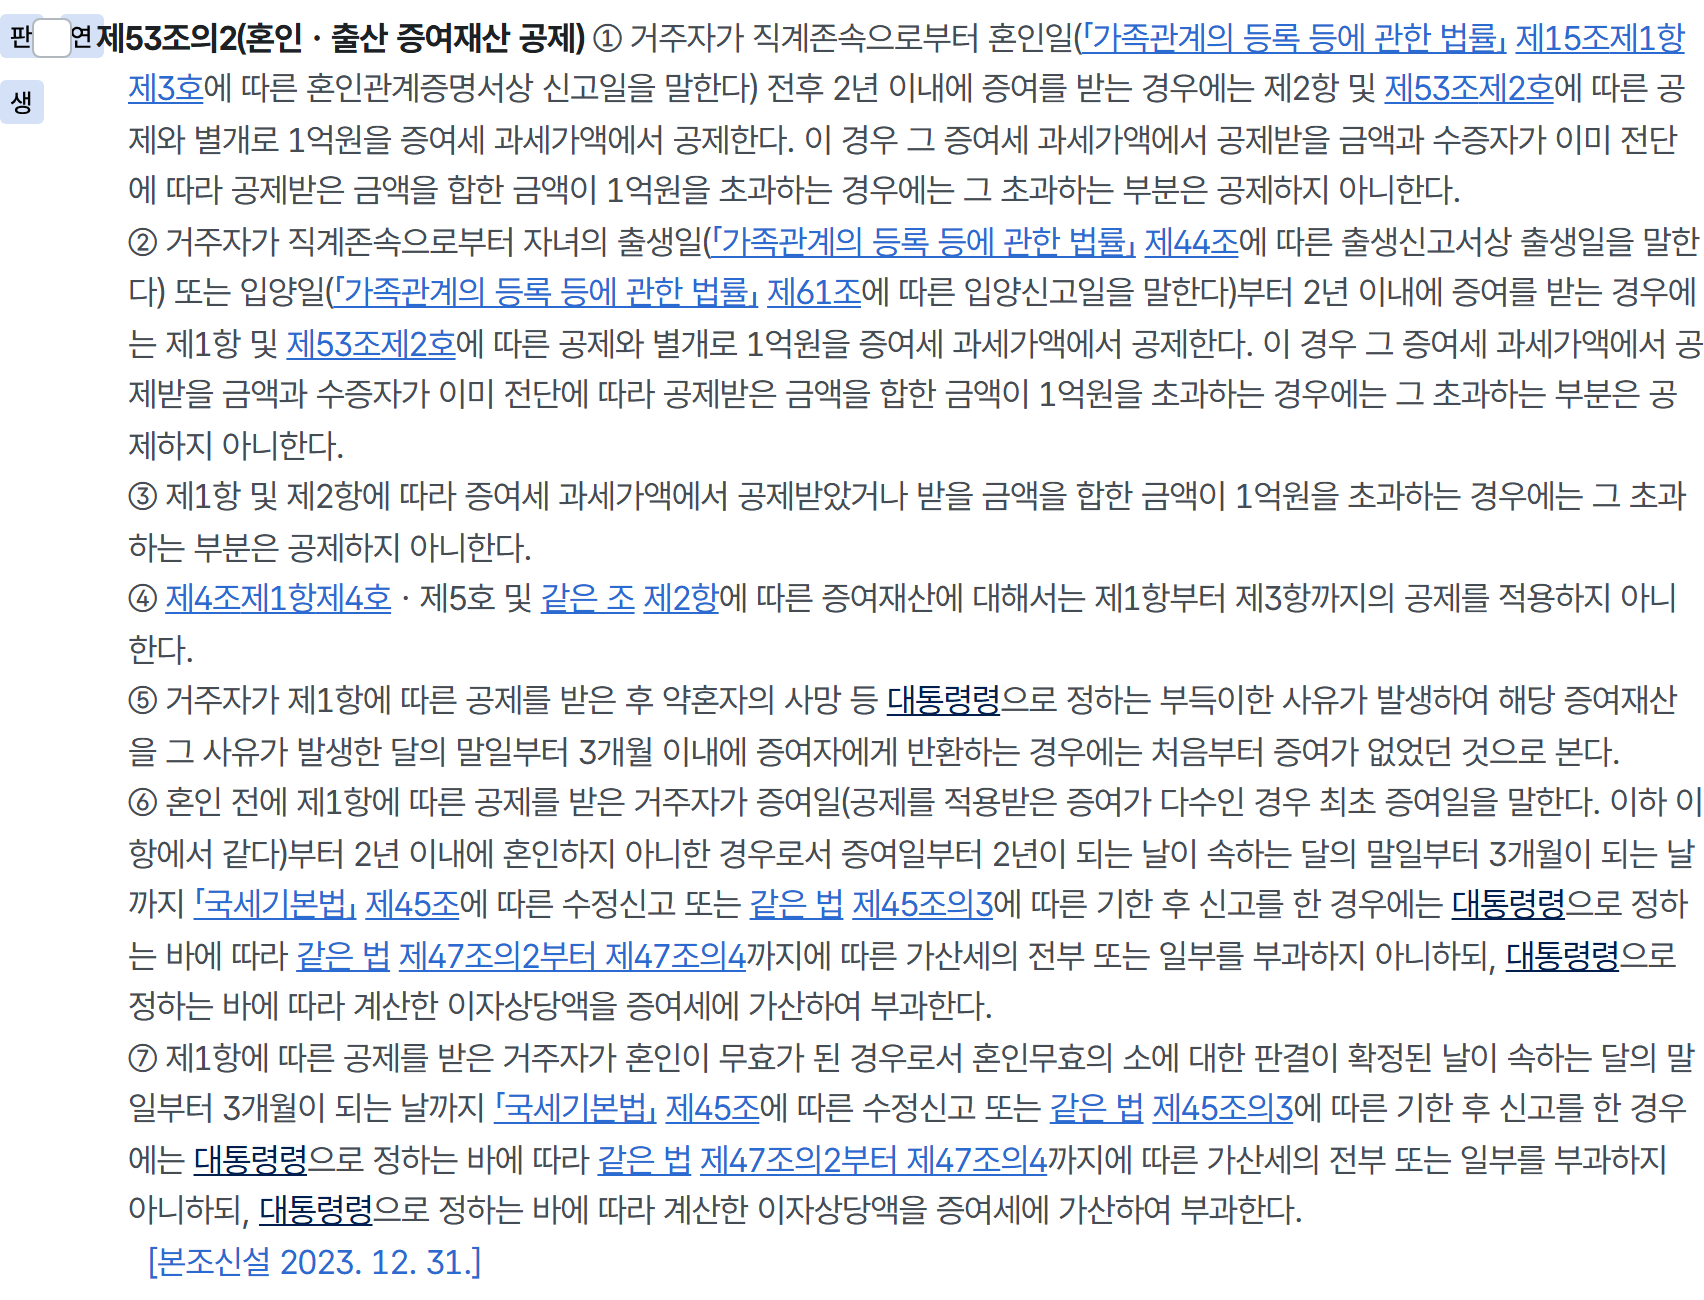 판 연 제53조의2(혼인ㆍ출산 증여재산 공제) ① 거주자가 직계존속으로부터 혼인일(「가족관계의 등록 등에 관한 법률」 제15조제1항
제3호에 따른 혼인관계증명서상 신고일을 말한다) 전후 2년 이내에 증여를 받는 경우에는 제2항 및 제53조제2호에 따른 공
생
제와 별개로 1억원을 증여세 과세가액에서 공제한다. 이 경우 그 증여세 과세가액에서 공제받을 금액과 수증자가 이미 전단
에 따라 공제받은 금액을 합한 금액이 1억원을 초과하는 경우에는 그 초과하는 부분은 공제하지 아니한다.
② 거주자가 직계존속으로부터 자녀의 출생일(「가족관계의 등록 등에 관한 법률」 제44조에 따른 출생신고서상 출생일을 말한
다) 또는 입양일(「가족관계의 등록 등에 관한 법률」 제61조에 따른 입양신고일을 말한다)부터 2년 이내에 증여를 받는 경우에
는 제1항 및 제53조제2호에 따른 공제와 별개로 1억원을 증여세 과세가액에서 공제한다. 이 경우 그 증여세 과세가액에서 공
제받을 금액과 수증자가 이미 전단에 따라 공제받은 금액을 합한 금액이 1억원을 초과하는 경우에는 그 초과하는 부분은 공
제하지 아니한다.
③ 제1항 및 제2항에 따라 증여세 과세가액에서 공제받았거나 받을 금액을 합한 금액이 1억원을 초과하는 경우에는 그 초과
하는 부분은 공제하지 아니한다.
④ 제4조제1항제4호ㆍ제5호 및 같은 조 제2항에 따른 증여재산에 대해서는 제1항부터 제3항까지의 공제를 적용하지 아니
한다.
⑤ 거주자가 제1항에 따른 공제를 받은 후 약혼자의 사망 등 대통령령으로 정하는 부득이한 사유가 발생하여 해당 증여재산
을 그 사유가 발생한 달의 말일부터 3개월 이내에 증여자에게 반환하는 경우에는 처음부터 증여가 없었던 것으로 본다.
⑥ 혼인 전에 제1항에 따른 공제를 받은 거주자가 증여일(공제를 적용받은 증여가 다수인 경우 최초 증여일을 말한다. 이하 이
항에서 같다)부터 2년 이내에 혼인하지 아니한 경우로서 증여일부터 2년이 되는 날이 속하는 달의 말일부터 3개월이 되는 날
까지 「국세기본법」 제45조에 따른 수정신고 또는 같은 법 제45조의3에 따른 기한 후 신고를 한 경우에는 대통령령으로 정하
는 바에 따라 같은 법 제47조의2부터 제47조의4까지에 따른 가산세의 전부 또는 일부를 부과하지 아니하되, 대통령령으로
정하는 바에 따라 계산한 이자상당액을 증여세에 가산하여 부과한다.
⑦ 제1항에 따른 공제를 받은 거주자가 혼인이 무효가 된 경우로서 혼인무효의 소에 대한 판결이 확정된 날이 속하는 달의 말
일부터 3개월이 되는 날까지 「국세기본법」 제45조에 따른 수정신고 또는 같은 법 제45조의3에 따른 기한 후 신고를 한 경우
에는 대통령령으로 정하는 바에 따라 같은 법 제47조의2부터 제47조의4까지에 따른 가산세의 전부 또는 일부를 부과하지
아니하되, 대통령령으로 정하는 바에 따라 계산한 이자상당액을 증여세에 가산하여 부과한다.
[본조신설 2023. 12. 31.]